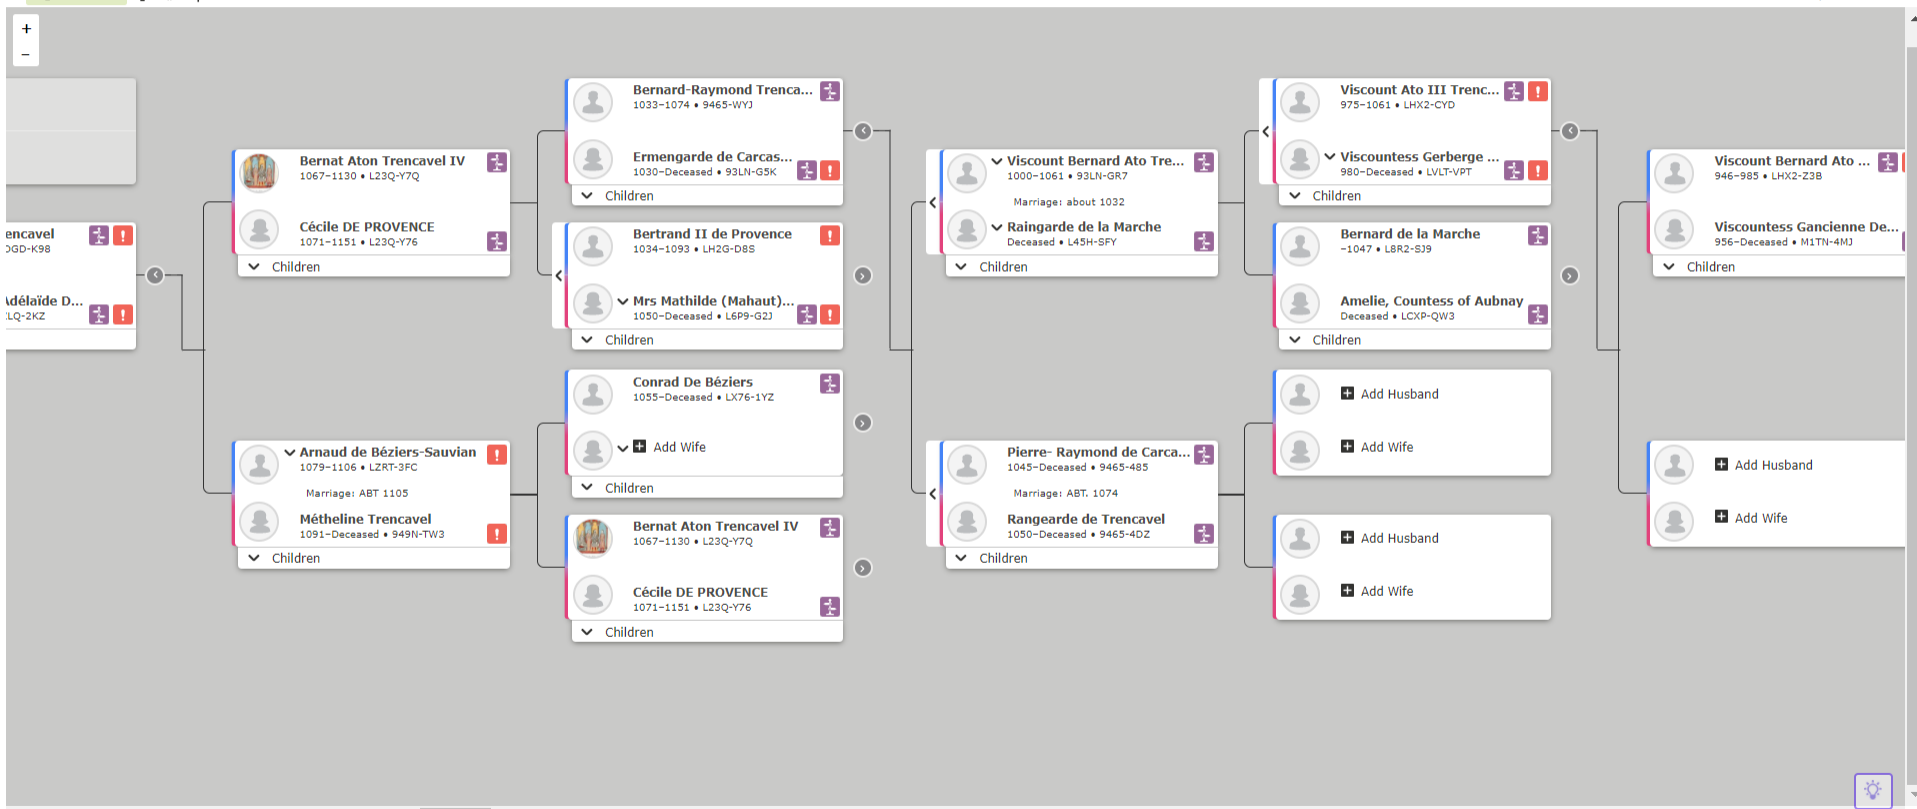 +
−
encavel
OGD-K98
Adélaïde D...
LQ-2KZ
Bernat Aton Trencavel IV
1067–1130 • L23Q-Y7Q
Cécile DE PROVENCE
1071–1151 • L23Q-Y76
Children
Arnaud de Béziers-Sauvian
1079–1106 • LZRT-3FC
Marriage: ABT 1105
Métheline Trencavel
1091–Deceased • 949N-TW3
Children
Bernard-Raymond Trenca...
1033–1074 • 9465-WYJ
Ermengarde de Carcas...
1030–Deceased • 93LN-G5K
Children
Bertrand II de Provence
1034–1093 • LH2G-D8S
Mrs Mathilde (Mahaut)...
1050–Deceased • L6P9-G2J
Children
Conrad De Béziers
1055–Deceased • LX76-1YZ
Add Wife
Children
Bernat Aton Trencavel IV
1067–1130 • L23Q-Y7Q
Cécile DE PROVENCE
1071–1151 • L23Q-Y76
Children
Viscount Bernard Ato Tre...
1000–1061 • 93LN-GR7
Marriage: about 1032
Raingarde de la Marche
Deceased • L45H-SFY
Children
Pierre- Raymond de Carca...
1045–Deceased • 9465-485
Marriage: ABT. 1074
Rangearde de Trencavel
1050–Deceased • 9465-4DZ
Children
Viscount Ato III Trenc...
975–1061 • LHX2-CYD
Viscountess Gerberge ...
980–Deceased • LVLT-VPT
Children
Bernard de la Marche
–1047 • L8R2-SJ9
Amelie, Countess of Aubnay
Deceased • LCXP-QW3
Children
Add Husband
Add Wife
Add Husband
Add Wife
Viscount Bernard Ato ...
946–985 • LHX2-Z3B
Viscountess Gancienne De...
956–Deceased • M1TN-4MJ
Children
Add Husband
Add Wife